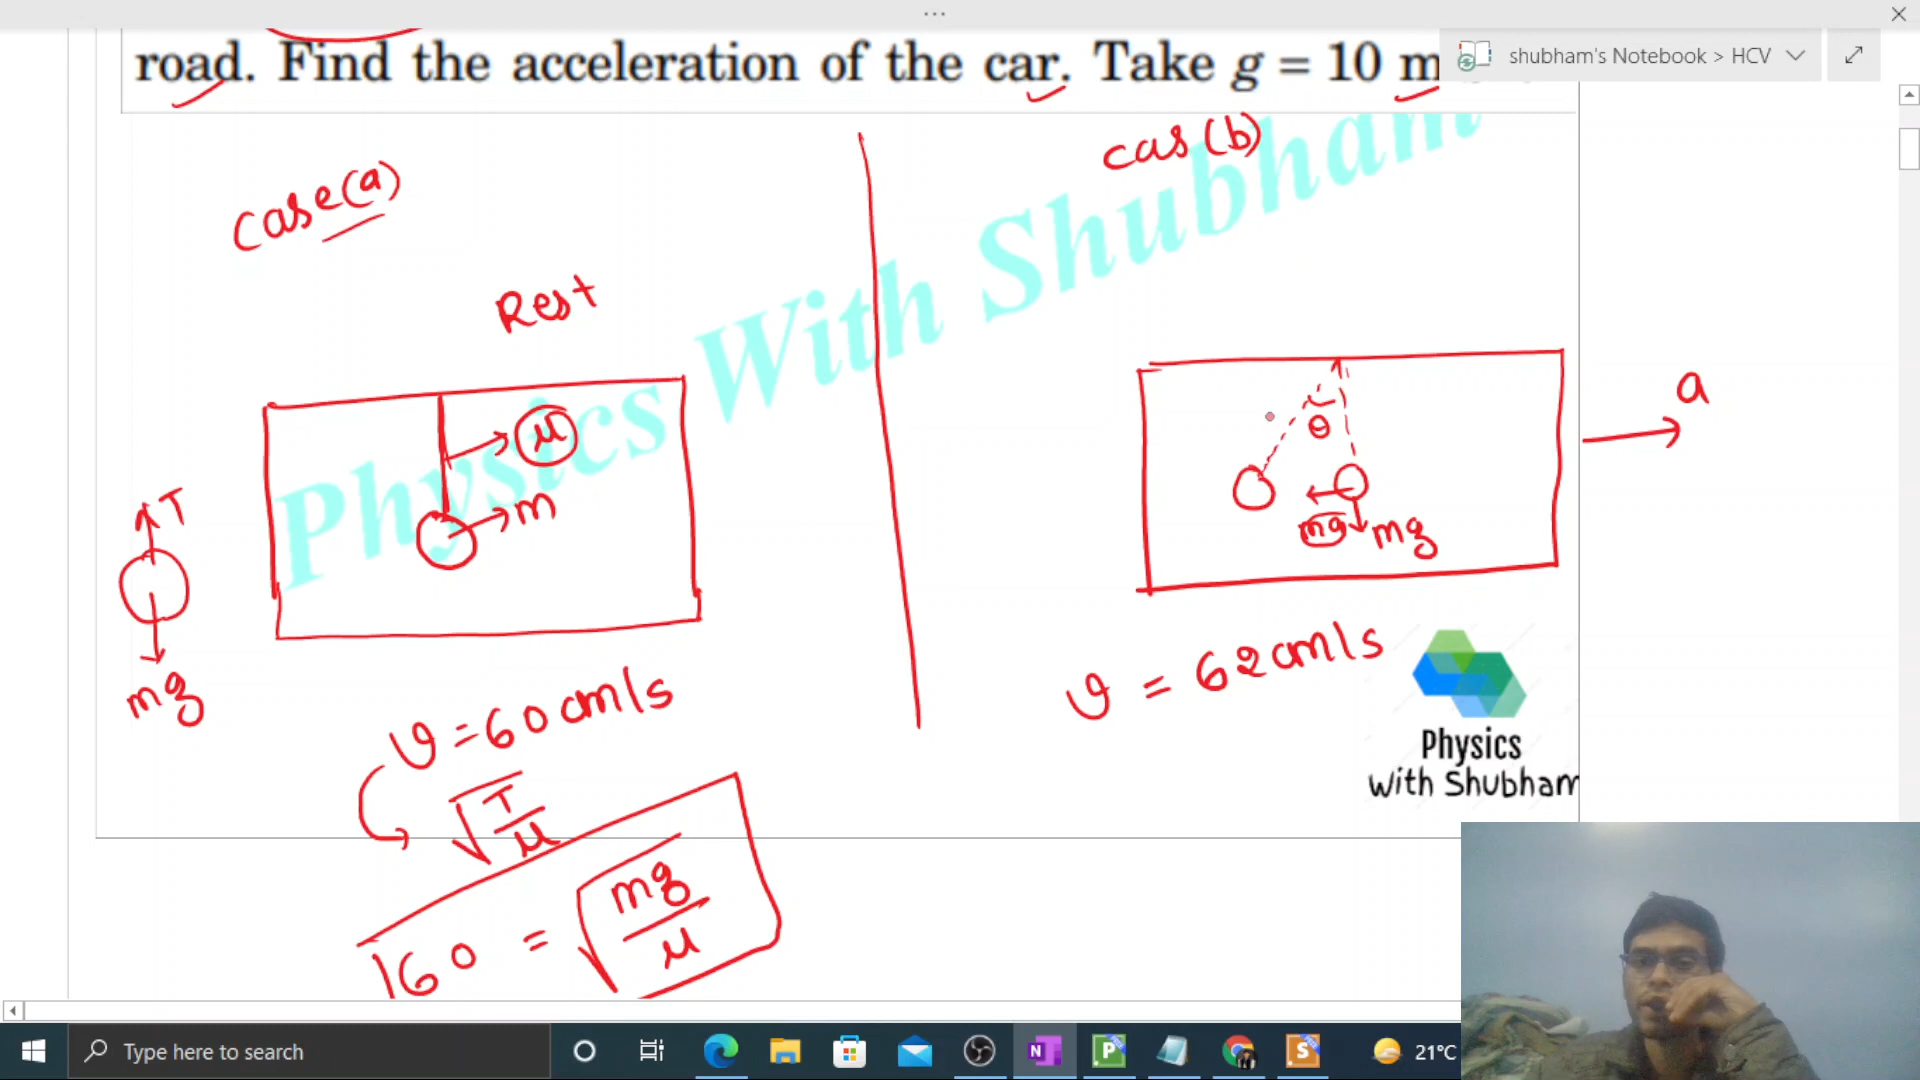 ...
shubham's Notebook > HCV
road. Find the acceleration of the car. Take g = 10 m
Physics With Shubham
case(a)
cas(b)
Rest
μ
m
T
mg
v = 60 cm/s
√T/μ
60 = √mg/μ
a
θ
mg
mg
v = 62 cm/s
Physics
with Shubham
Type here to search
21°C